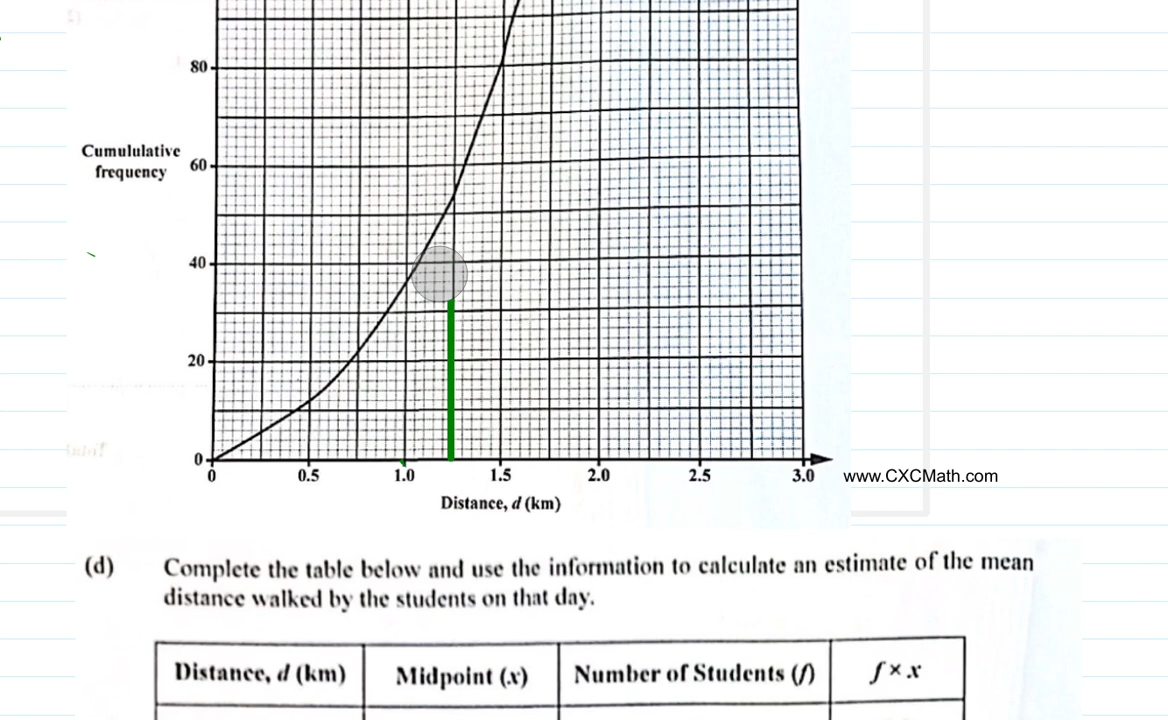 80
Cumululative
frequency
60
40
20
0
0 0.5 1.0 1.5 2.0 2.5 3.0
www.CXCMath.com
Distance, d (km)
(d) Complete the table below and use the information to calculate an estimate of the mean
distance walked by the students on that day.
Distance, d (km) Midpoint (x) Number of Students (f) f × x